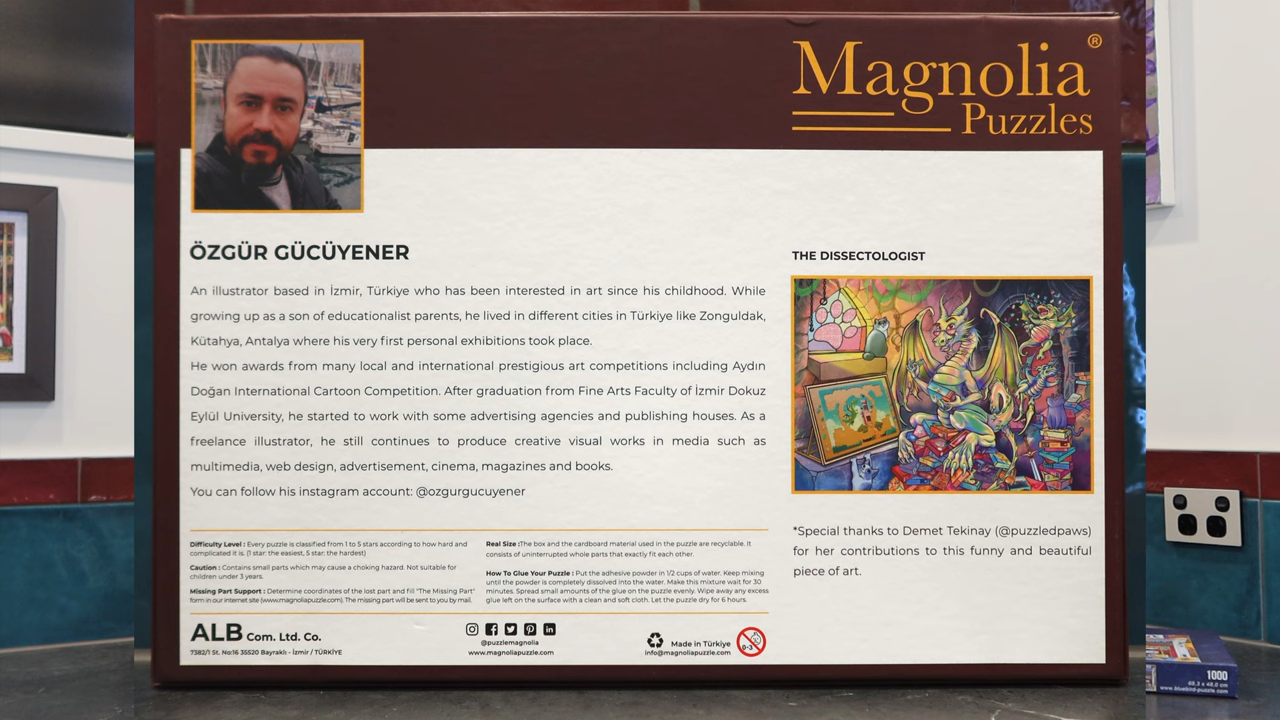 Magnolia®
Puzzles
ÖZGÜR GÜCÜYENER
An illustrator based in İzmir, Türkiye who has been interested in art since his childhood. While
growing up as a son of educationalist parents, he lived in different cities in Türkiye like Zonguldak,
Kütahya, Antalya where his very first personal exhibitions took place.
He won awards from many local and international prestigious art competitions including Aydın
Doğan International Cartoon Competition. After graduation from Fine Arts Faculty of İzmir Dokuz
Eylül University, he started to work with some advertising agencies and publishing houses. As a
freelance illustrator, he still continues to produce creative visual works in media such as
multimedia, web design, advertisement, cinema, magazines and books.
You can follow his instagram account: @ozgurgucuyener
THE DISSECTOLOGIST
*Special thanks to Demet Tekinay (@puzzledpaws)
for her contributions to this funny and beautiful
piece of art.
Difficulty Level : Every puzzle is classified from 1 to 5 stars according to how hard and
complicated it is. (1 star: the easiest, 5 star: the hardest)
Caution : Contains small parts which may cause a choking hazard. Not suitable for
children under 3 years.
Missing Part Support : Determine coordinates of the lost part and fill "The Missing Part"
form in our internet site (www.magnoliapuzzle.com). The missing part will be sent to you by mail.
Real Size :The box and the cardboard material used in the puzzle are recyclable. It
consists of uninterrupted whole parts that exactly fit each other.
How To Glue Your Puzzle : Put the adhesive powder in 1/2 cups of water. Keep mixing
until the powder is completely dissolved into the water. Make this mixture wait for 30
minutes. Spread small amounts of the glue on the puzzle evenly. Wipe away any excess
glue left on the surface with a clean and soft cloth. Let the puzzle dry for 6 hours.
ALB Com. Ltd. Co.
7382/1 St. No:16 35520 Bayraklı - İzmir / TÜRKİYE
@puzzlemagnolia
www.magnoliapuzzle.com
Made in Türkiye
info@magnoliapuzzle.com
0-3
1000
68.3 x 48.0 cm
www.bluebird-puzzle.com